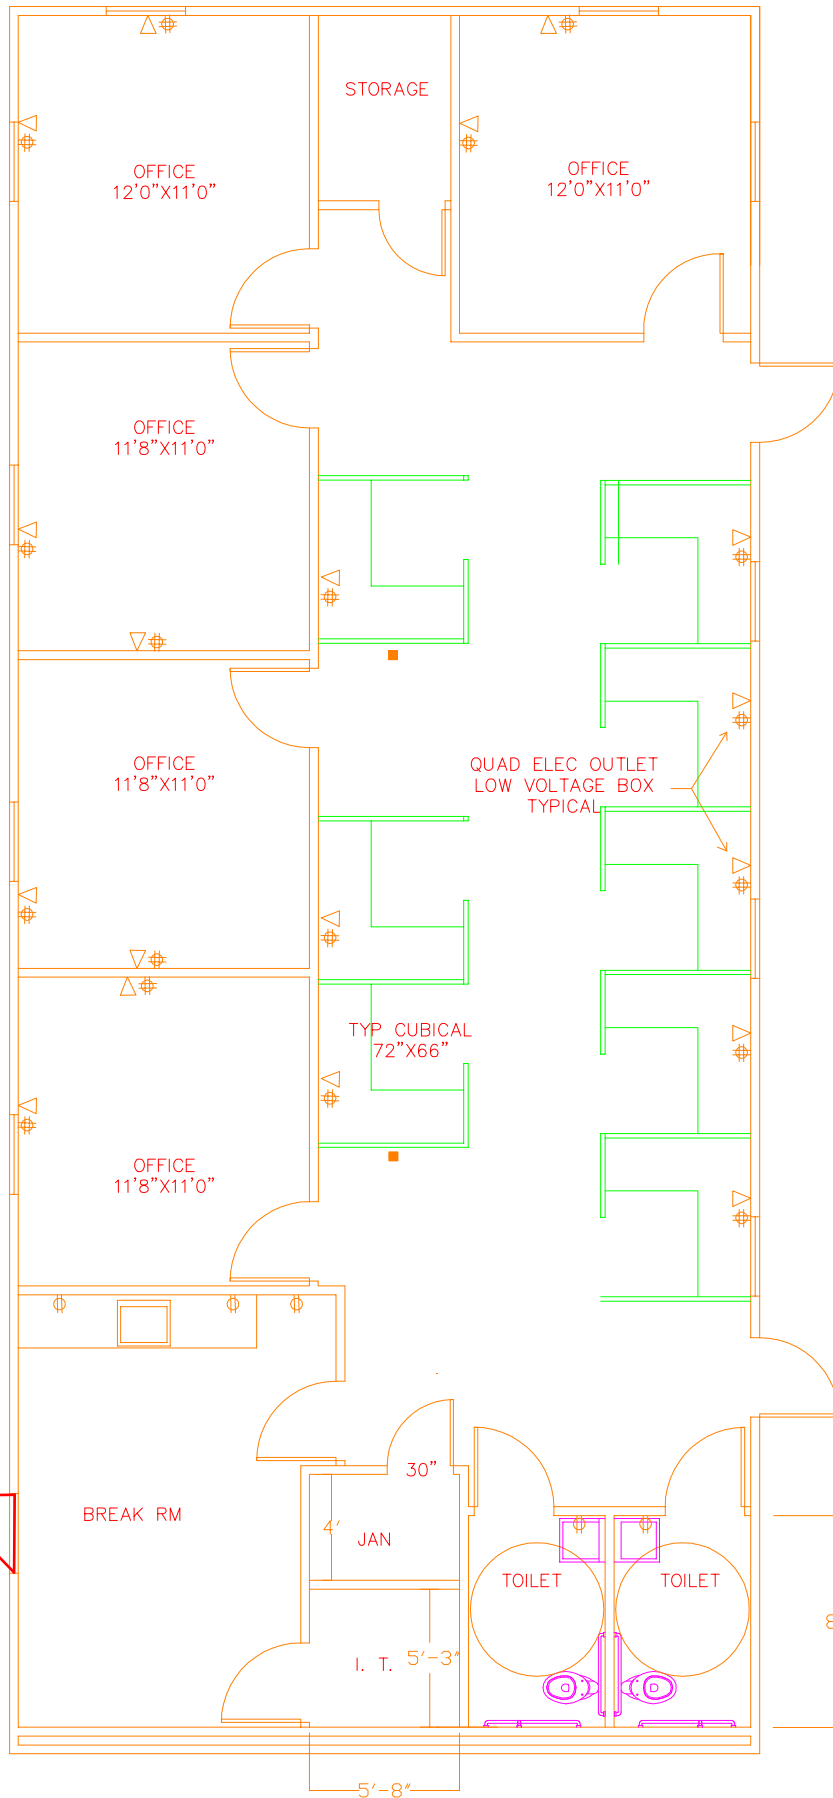 STORAGE
OFFICE
12'0"X11'0"
OFFICE
12'0"X11'0"
OFFICE
11'8"X11'0"
OFFICE
11'8"X11'0"
QUAD ELEC OUTLET
LOW VOLTAGE BOX
TYPICAL
TYP CUBICAL
72"X66"
OFFICE
11'8"X11'0"
30"
BREAK RM
4'
JAN
TOILET
TOILET
I. T.
5'-3"
5'-8"